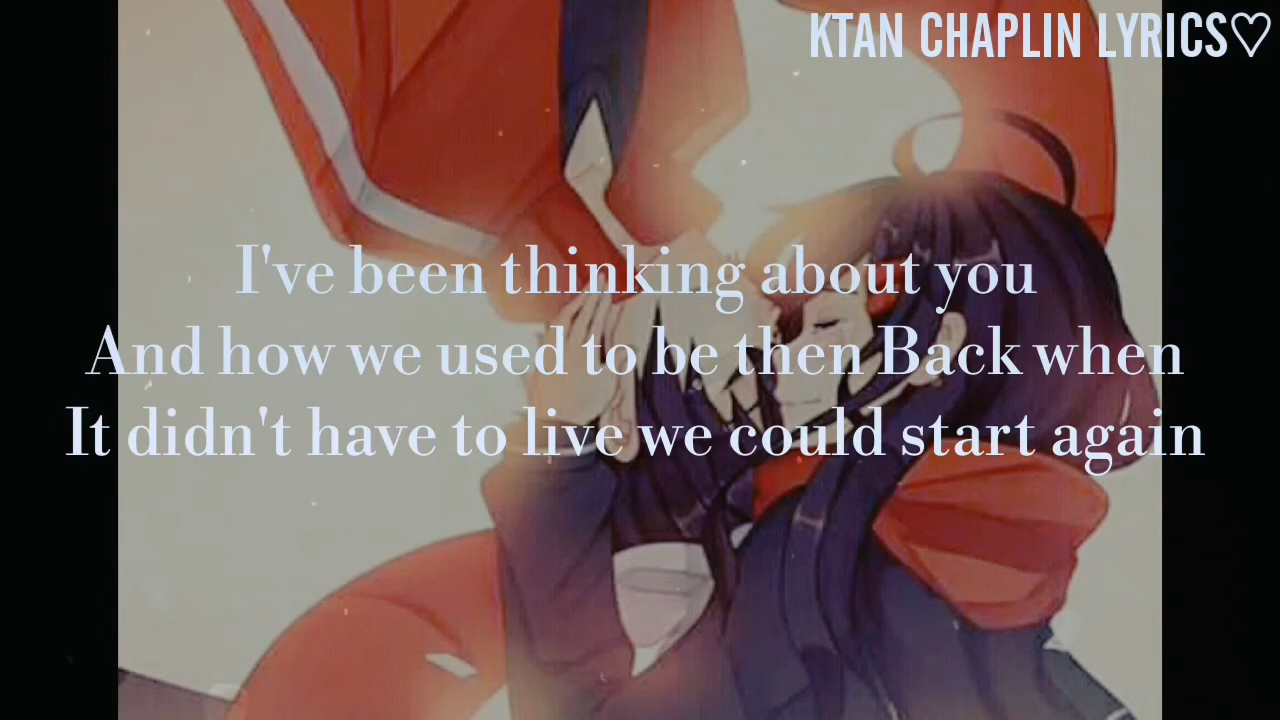 KTAN CHAPLIN LYRICS♡
I've been thinking about you
And how we used to be then Back when
It didn't have to live we could start again